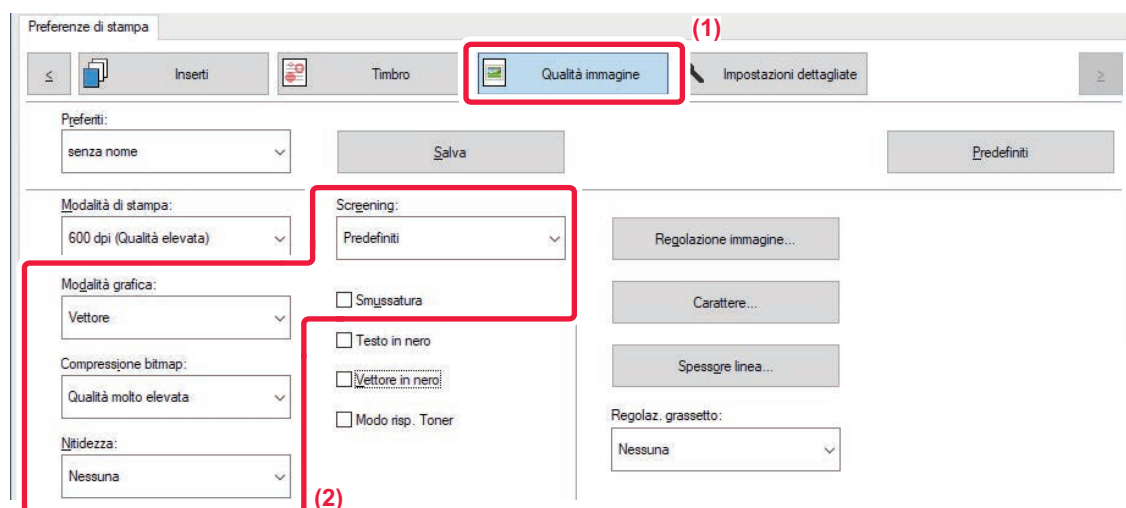 Preferenze di stampa
(1)
<
Inserti
Timbro
Qualità immagine
Impostazioni dettagliate
>
Preferiti:
senza nome
Salva
Predefiniti
Modalità di stampa:
600 dpi (Qualità elevata)
Screening:
Predefiniti
Regolazione immagine...
Modalità grafica:
Vettore
Smussatura
Carattere...
Testo in nero
Compressione bitmap:
Qualità molto elevata
Vettore in nero
Spessore linea...
Modo risp. Toner
Regolaz. grassetto:
Nessuna
Nitidezza:
Nessuna
(2)